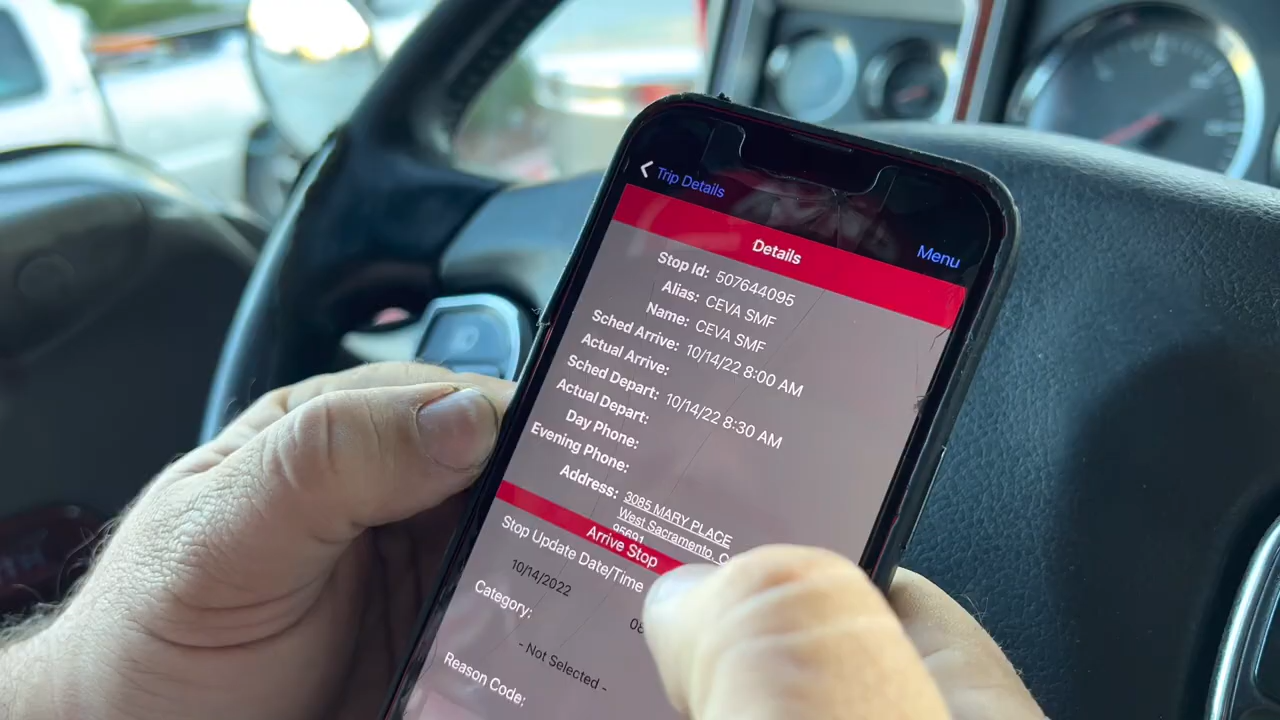 Trip Details
Menu
Details
Stop Id: 507644095
Alias: CEVA SMF
Name: CEVA SMF
Sched Arrive: 10/14/22 8:00 AM
Actual Arrive:
Sched Depart: 10/14/22 8:30 AM
Actual Depart:
Day Phone:
Evening Phone:
Address: 3085 MARY PLACE
West Sacramento,
95691
Arrive Stop
Stop Update Date/Time
10/14/2022
08
Category:
- Not Selected -
Reason Code: